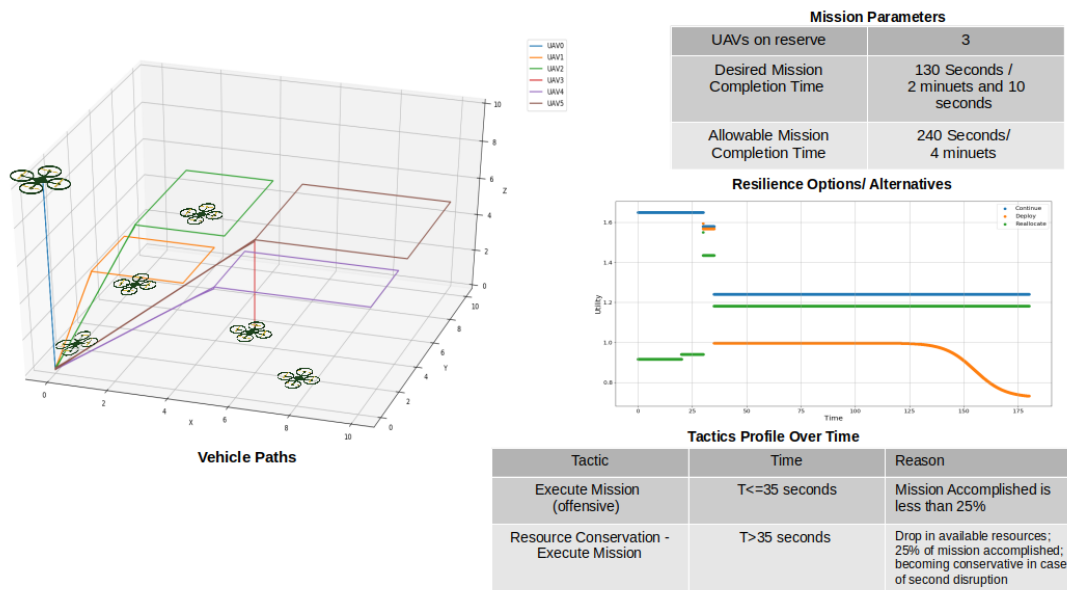 Mission Parameters
UAVs on reserve
3
Desired Mission
Completion Time
130 Seconds /
2 minuets and 10
seconds
Allowable Mission
Completion Time
240 Seconds/
4 minuets
UAV0
UAV1
UAV2
UAV3
UAV4
UAV5
10
8
6
4
2
0
Z
10
8
6
4
2
0
Y
0
2
4
6
8
10
X
Vehicle Paths
Resilience Options/ Alternatives
Continue
Deploy
Reallocate
1.6
1.4
1.2
1.0
0.8
Utility
0
25
50
75
100
125
150
175
Time
Tactics Profile Over Time
Tactic
Time
Reason
Execute Mission
(offensive)
T<=35 seconds
Mission Accomplished is
less than 25%
Resource Conservation -
Execute Mission
T>35 seconds
Drop in available resources;
25% of mission accomplished;
becoming conservative in case
of second disruption